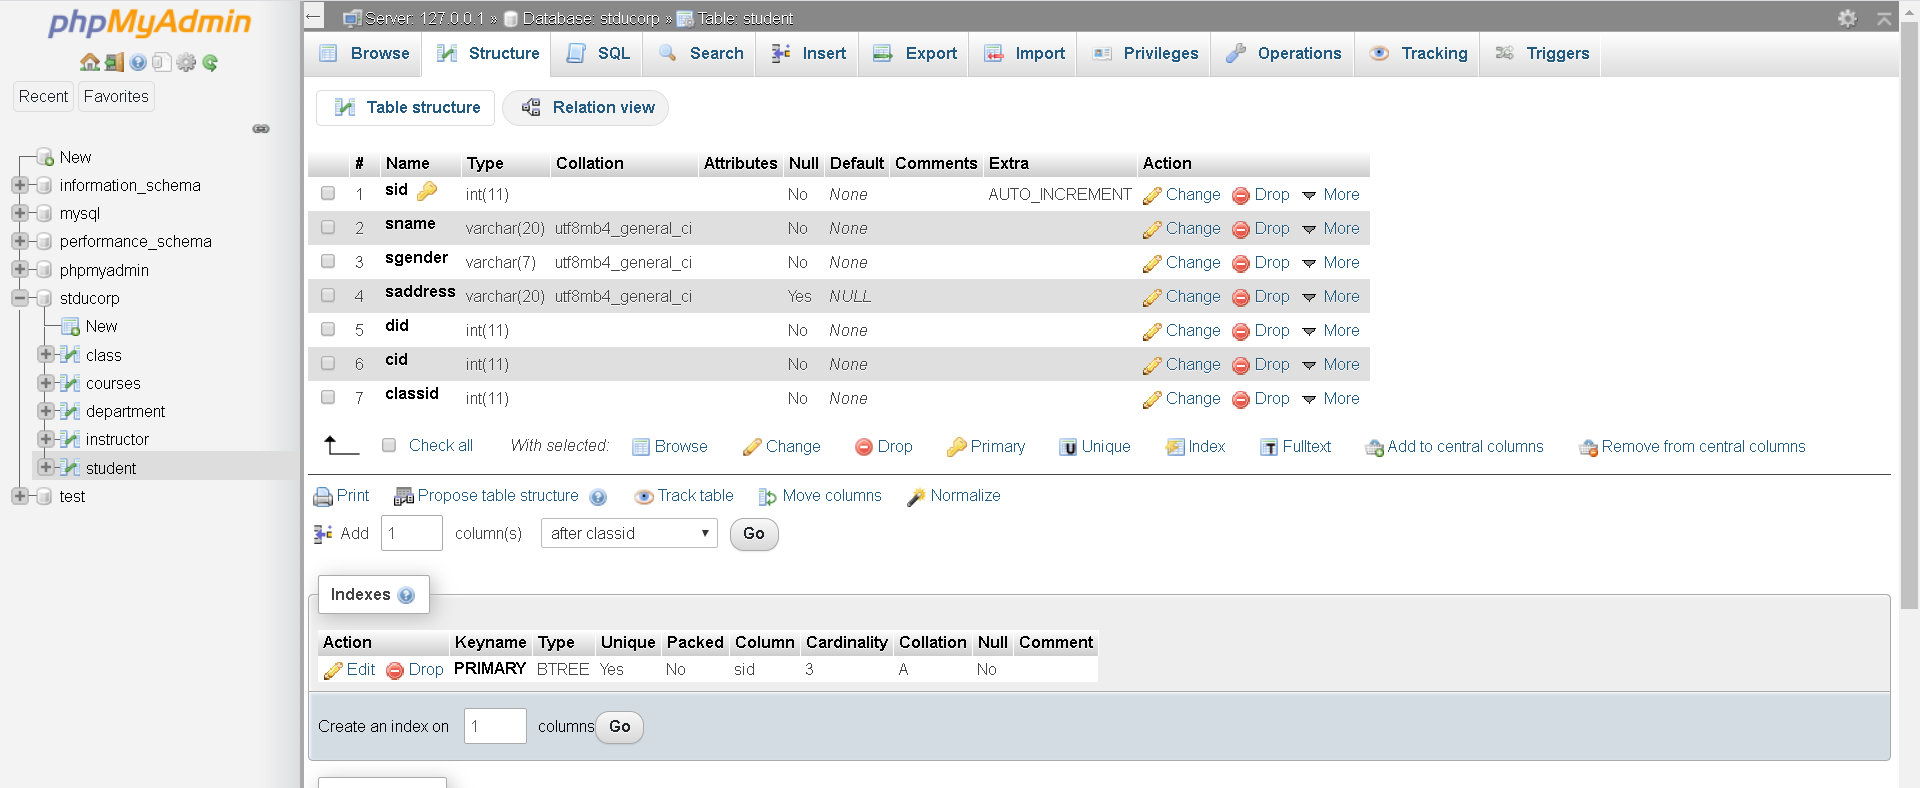 phpMyAdmin
Recent Favorites
New
information_schema
mysql
performance_schema
phpmyadmin
stducorp
New
class
courses
department
instructor
student
test
Server: 127.0.0.1 » Database: stducorp » Table: student
Browse Structure SQL Search Insert Export Import Privileges Operations Tracking Triggers
Table structure Relation view
# Name Type Collation Attributes Null Default Comments Extra Action
1 sid int(11) No None AUTO_INCREMENT Change Drop More
2 sname varchar(20) utf8mb4_general_ci No None Change Drop More
3 sgender varchar(7) utf8mb4_general_ci No None Change Drop More
4 saddress varchar(20) utf8mb4_general_ci Yes NULL Change Drop More
5 did int(11) No None Change Drop More
6 cid int(11) No None Change Drop More
7 classid int(11) No None Change Drop More
Check all With selected: Browse Change Drop Primary Unique Index Fulltext Add to central columns Remove from central columns
Print Propose table structure Track table Move columns Normalize
Add 1 column(s) after classid Go
Indexes
Action Keyname Type Unique Packed Column Cardinality Collation Null Comment
Edit Drop PRIMARY BTREE Yes No sid 3 A No
Create an index on 1 columns Go